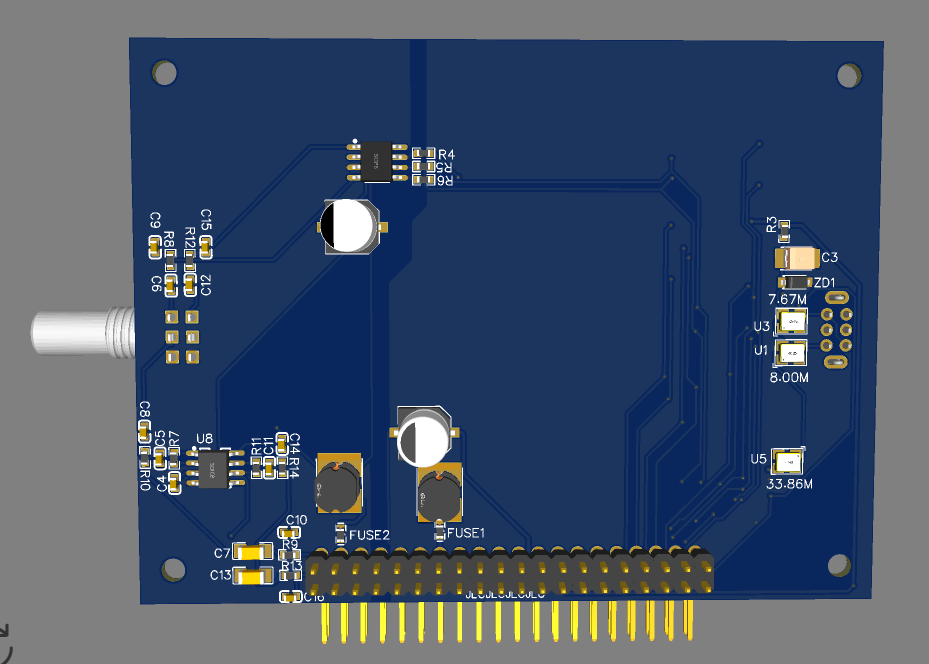 R4
R5
R6
C9
R8
R12
C15
C6
C12
R3
C3
ZD1
7.67M
U3
U1
8.00M
C8
C5
R7
U8
R10
C4
R11
C11
C14
R14
U5
33.86M
C10
R9
FUSE2
FUSE1
C7
C13
R13
C16
JLCJLCJLCJLC